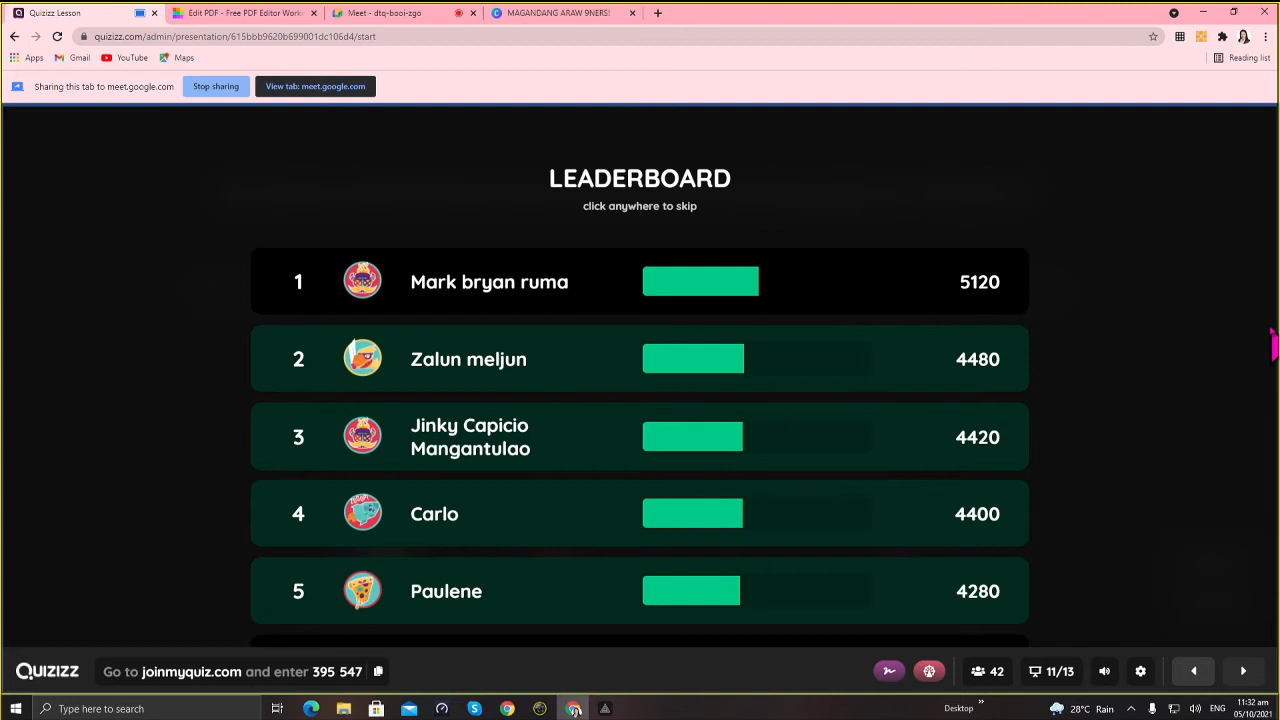 Quizizz Lesson
Edit PDF - Free PDF Editor Work
Meet - dtq-booi-zgo
MAGANDANG ARAW 9NERS!
quizizz.com/admin/presentation/615bbb9620b699001dc106d4/start
Apps Gmail YouTube Maps Reading list
Sharing this tab to meet.google.com Stop sharing View tab: meet.google.com
LEADERBOARD
click anywhere to skip
1 Mark bryan ruma 5120
2 Zalun meljun 4480
3 Jinky Capicio Mangantulao 4420
4 Carlo 4400
5 Paulene 4280
QUIZIZZ Go to joinmyquiz.com and enter 395 547 42 11/13
Type here to search Desktop 28°C Rain 11:32 am
05/10/2021